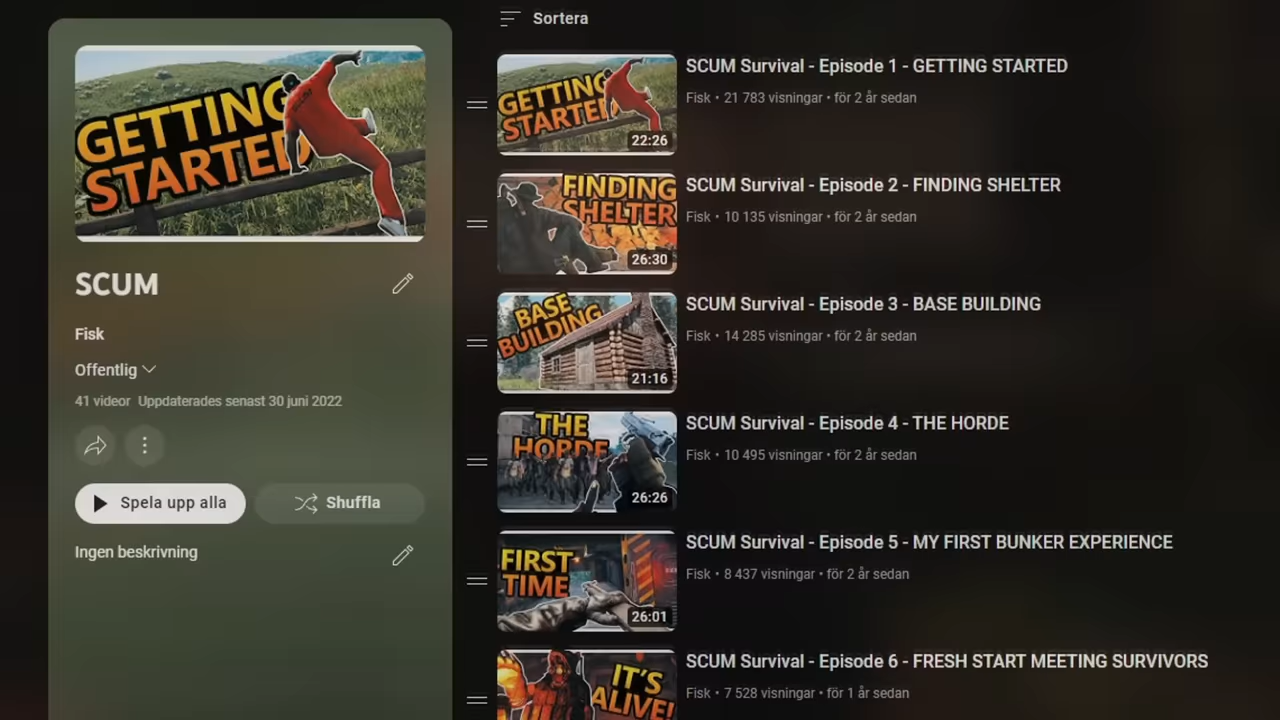 GETTING
STARTED
SCUM
Fisk
Offentlig
41 videor Uppdaterades senast 30 juni 2022
Spela upp alla
Shuffla
Ingen beskrivning
Sortera
GETTING
STARTED
22:26
SCUM Survival - Episode 1 - GETTING STARTED
Fisk • 21 783 visningar • för 2 år sedan
FINDING
SHELTER
26:30
SCUM Survival - Episode 2 - FINDING SHELTER
Fisk • 10 135 visningar • för 2 år sedan
BASE
BUILDING
21:16
SCUM Survival - Episode 3 - BASE BUILDING
Fisk • 14 285 visningar • för 2 år sedan
THE
HORDE
26:26
SCUM Survival - Episode 4 - THE HORDE
Fisk • 10 495 visningar • för 2 år sedan
FIRST
TIME
26:01
SCUM Survival - Episode 5 - MY FIRST BUNKER EXPERIENCE
Fisk • 8 437 visningar • för 2 år sedan
IT'S
ALIVE!
SCUM Survival - Episode 6 - FRESH START MEETING SURVIVORS
Fisk • 7 528 visningar • för 1 år sedan